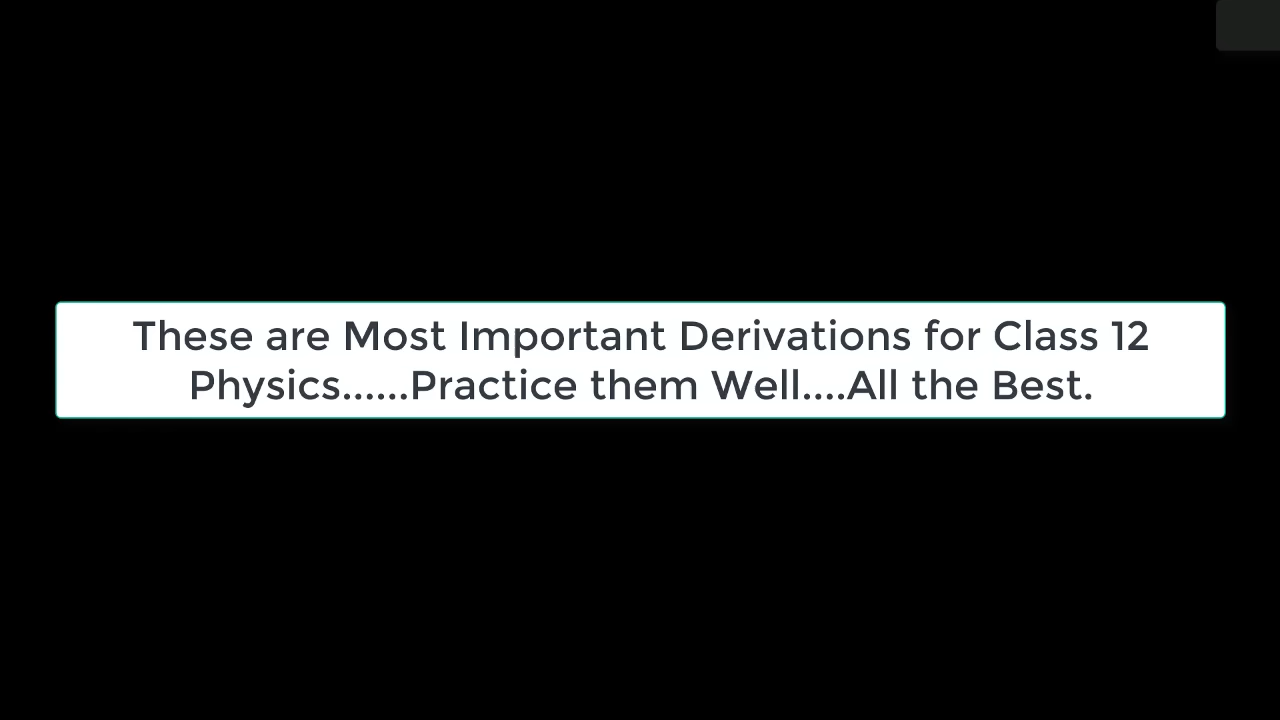 These are Most Important Derivations for Class 12
Physics......Practice them Well....All the Best.